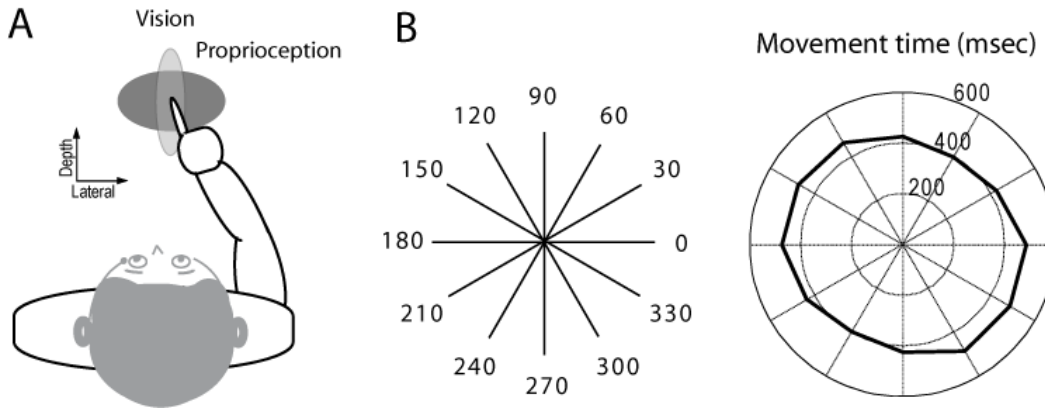 A
Vision
Proprioception
Depth
Lateral
B
90
120
60
150
30
180
0
210
330
240
300
270
Movement time (msec)
600
400
200